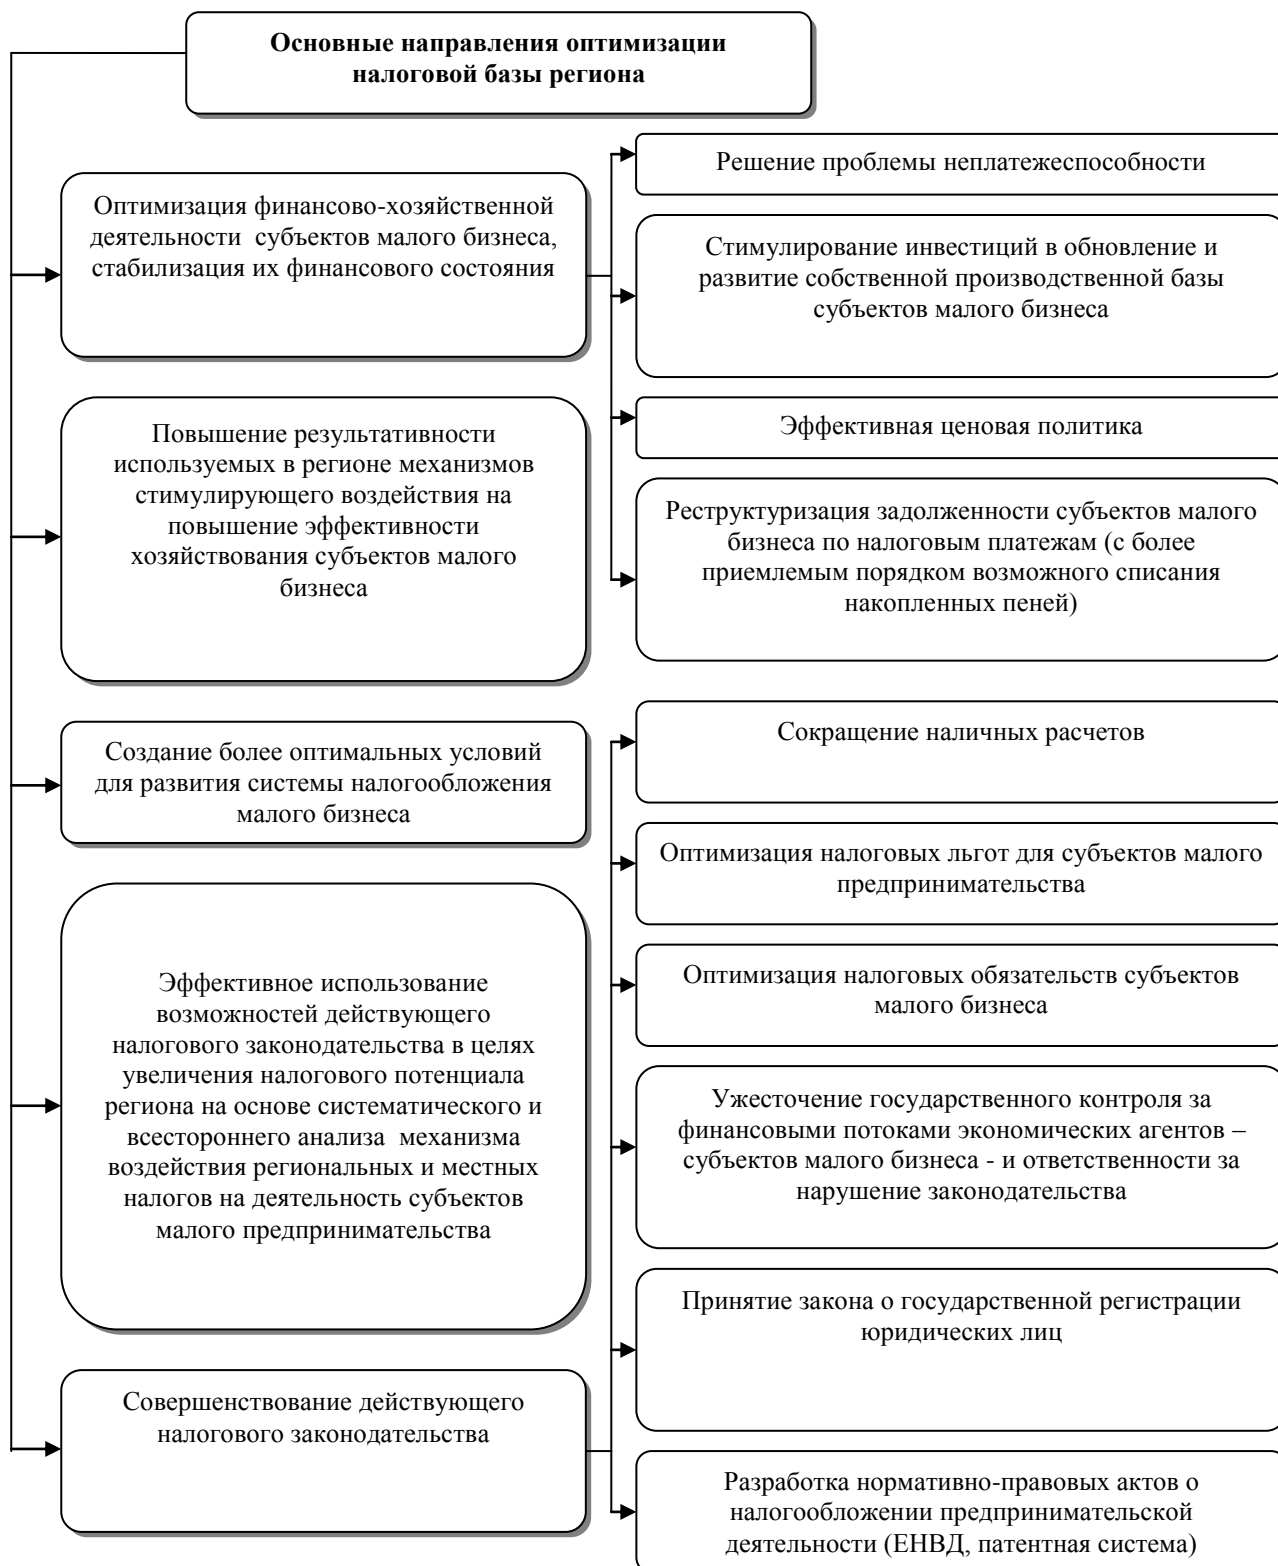 Основные направления оптимизации
налоговой базы региона
Оптимизация финансово-хозяйственной
деятельности субъектов малого бизнеса,
стабилизация их финансового состояния
Решение проблемы неплатежеспособности
Стимулирование инвестиций в обновление и
развитие собственной производственной базы
субъектов малого бизнеса
Эффективная ценовая политика
Реструктуризация задолженности субъектов малого
бизнеса по налоговым платежам (с более
приемлемым порядком возможного списания
накопленных пеней)
Повышение результативности
используемых в регионе механизмов
стимулирующего воздействия на
повышение эффективности
хозяйствования субъектов малого
бизнеса
Создание более оптимальных условий
для развития системы налогообложения
малого бизнеса
Эффективное использование
возможностей действующего
налогового законодательства в целях
увеличения налогового потенциала
региона на основе систематического и
всестороннего анализа механизма
воздействия региональных и местных
налогов на деятельность субъектов
малого предпринимательства
Совершенствование действующего
налогового законодательства
Сокращение наличных расчетов
Оптимизация налоговых льгот для субъектов малого
предпринимательства
Оптимизация налоговых обязательств субъектов
малого бизнеса
Ужесточение государственного контроля за
финансовыми потоками экономических агентов –
субъектов малого бизнеса - и ответственности за
нарушение законодательства
Принятие закона о государственной регистрации
юридических лиц
Разработка нормативно-правовых актов о
налогообложении предпринимательской
деятельности (ЕНВД, патентная система)